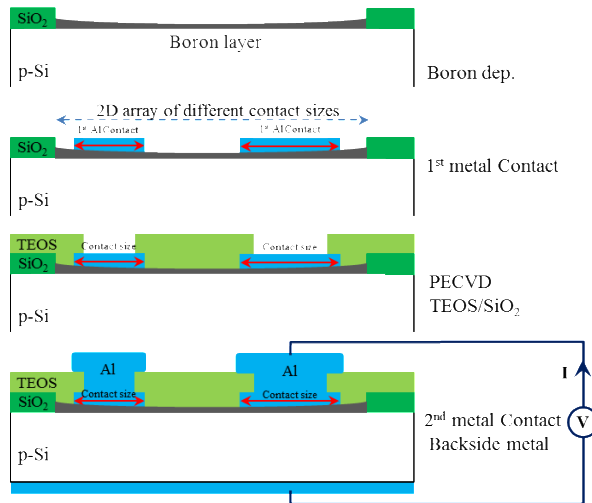 SiO2
Boron layer
p-Si
Boron dep.
2D array of different contact sizes
1st Al Contact
1st Al Contact
SiO2
1st metal Contact
p-Si
TEOS
Contact size
Contact size
SiO2
p-Si
PECVD
TEOS/SiO2
Al
Al
I
TEOS
Contact size
Contact size
SiO2
V
2nd metal Contact
Backside metal
p-Si